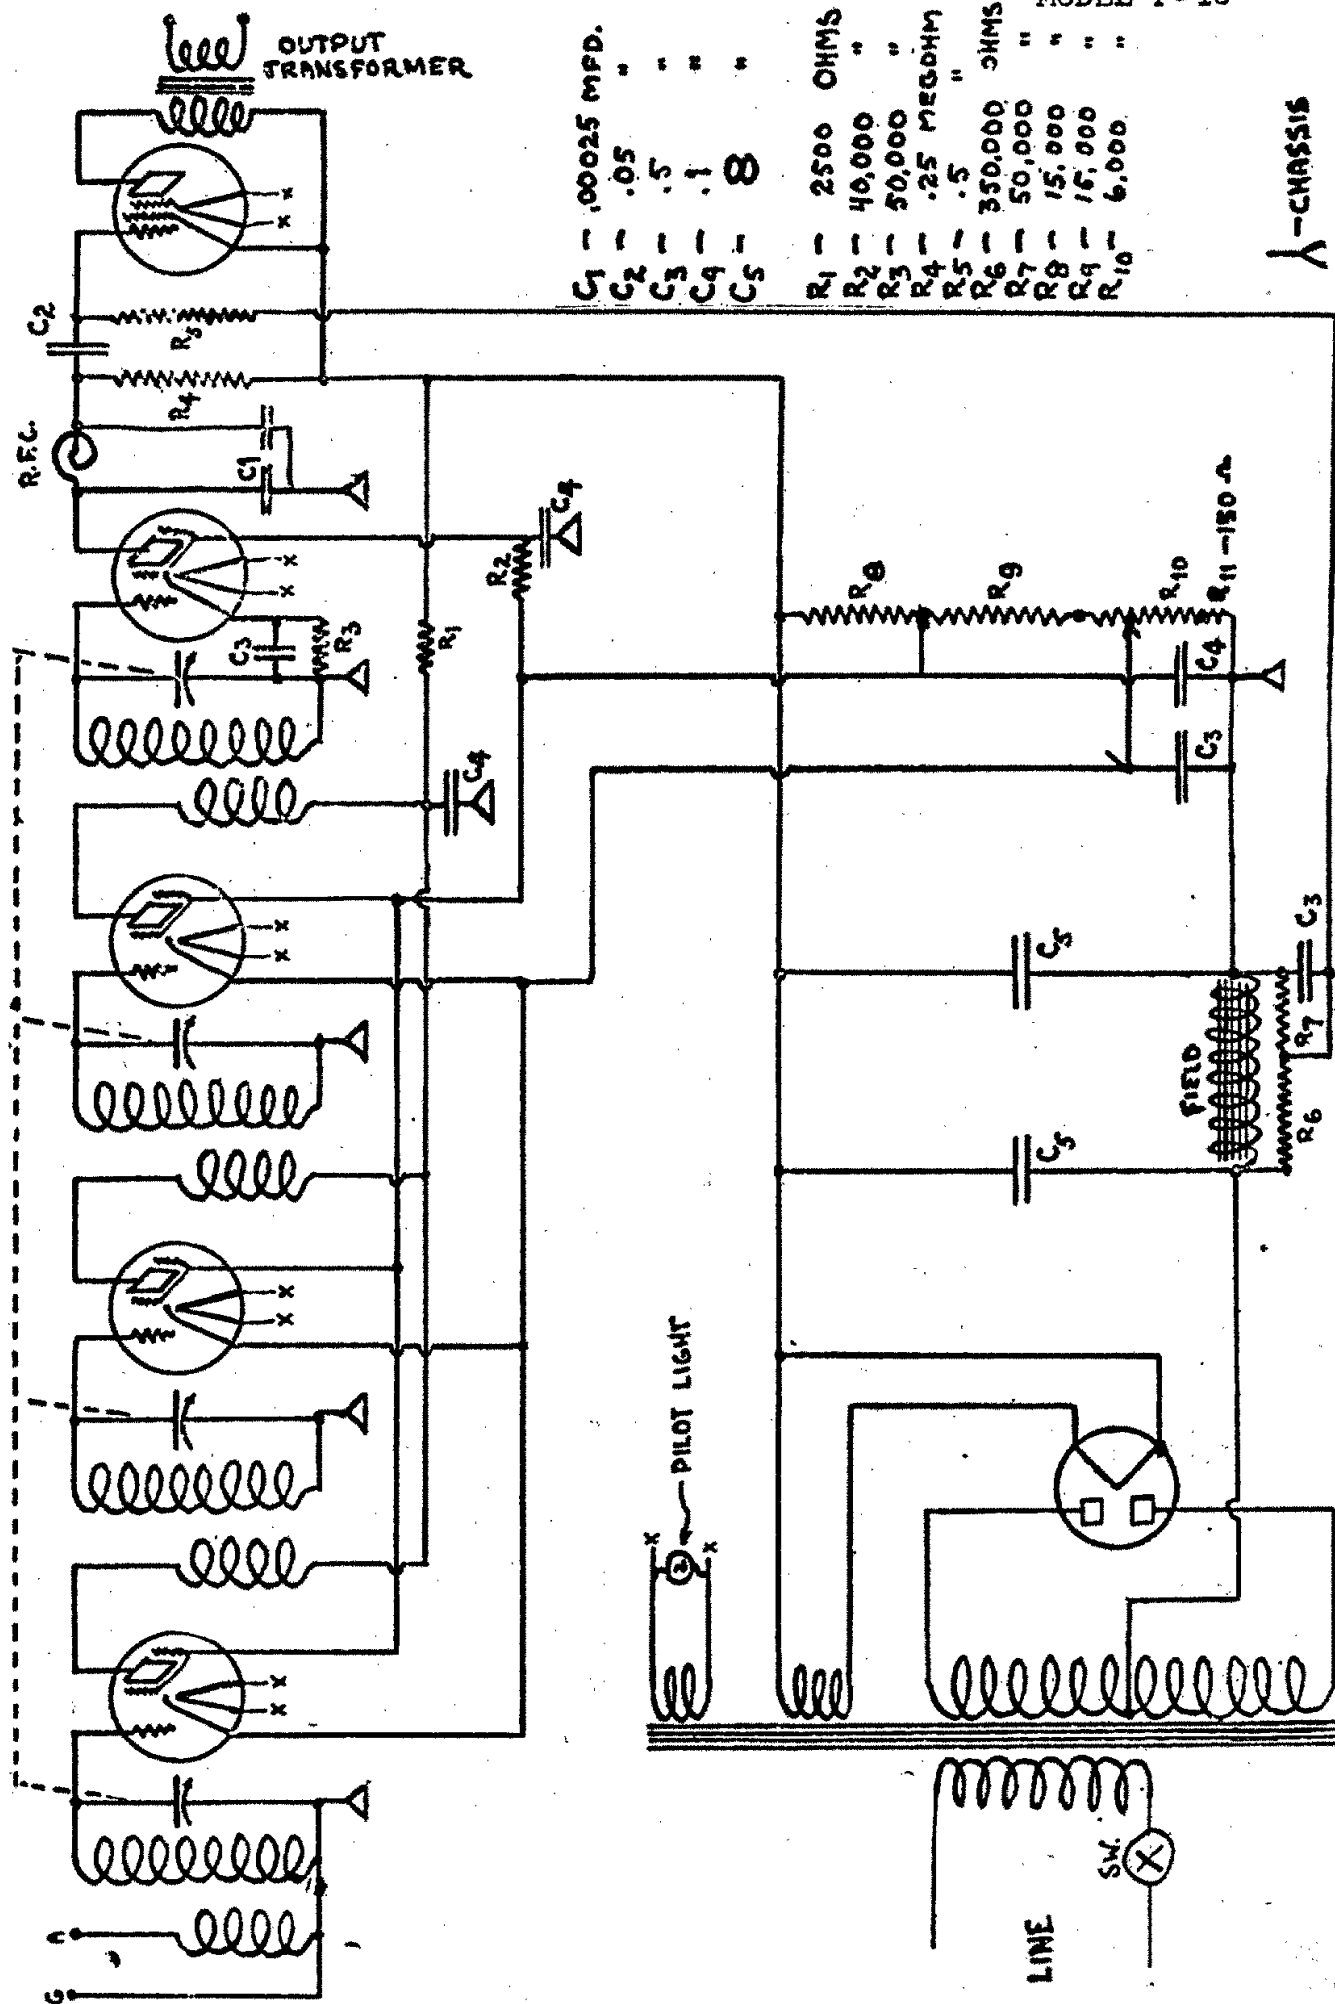 OUTPUT
TRANSFORMER
C1 - .00025 MFD.
C2 - .05 "
C3 - .5 "
C4 - .1 "
C5 - 8 "
R1 - 2500 OHMS
R2 - 40,000 "
R3 - 50,000 "
R4 - .25 MEGOHM
R5 - .5 "
R6 - 350,000 OHMS
R7 - 50,000 "
R8 - 15,000 "
R9 - 15,000 "
R10 - 6,000 "
-CHASSIS
R.F.C.
C2
R5
R4
C1
C3
R3
R1
R2
C4
C4
x
x
x
x
x
x
x
x
x
x
A
G
R8
R9
R10
R11 - 150 Ω
C4
C3
C5
C5
FIELD
R6
R7
C3
x
x
PILOT LIGHT
LINE
SW.
X